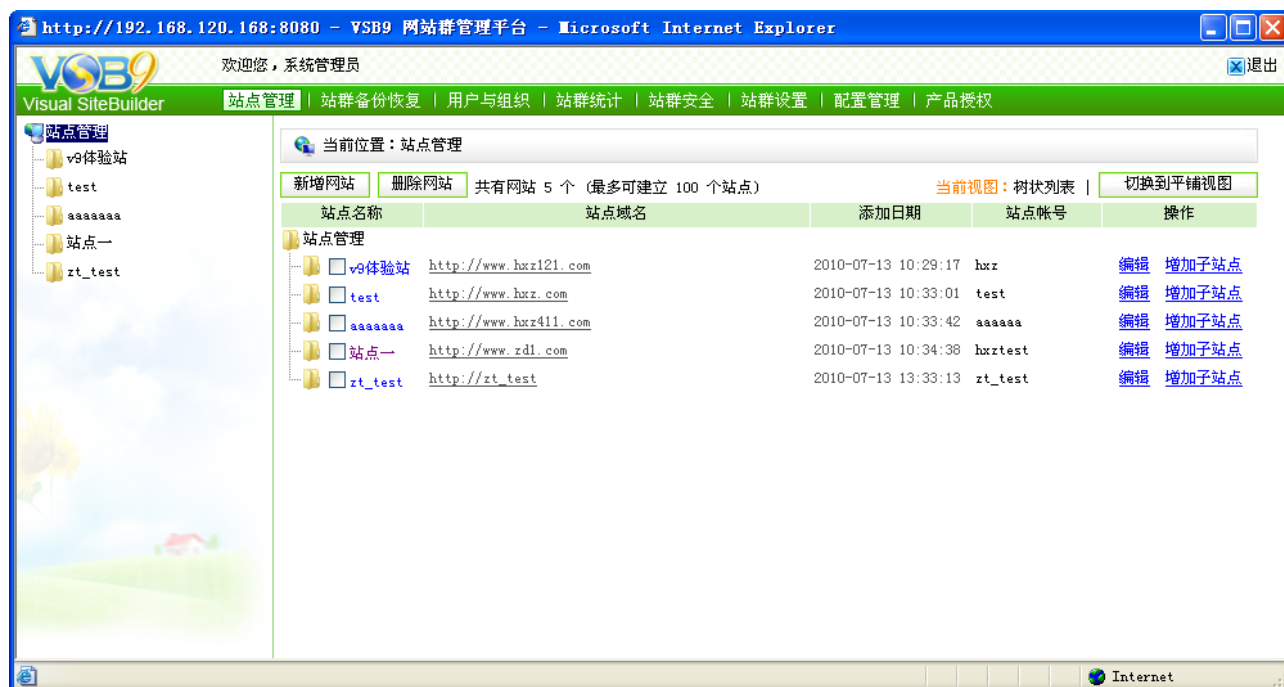 http://192.168.120.168:8080 - VSB9 网站群管理平台 - Microsoft Internet Explorer
VSB9 欢迎您，系统管理员 退出
Visual SiteBuilder 站点管理 | 站群备份恢复 | 用户与组织 | 站群统计 | 站群安全 | 站群设置 | 配置管理 | 产品授权
站点管理
v9体验站
test
aaaaaaa
站点一
zt_test
当前位置：站点管理
新增网站 删除网站 共有网站 5 个 (最多可建立 100 个站点) 当前视图：树状列表 | 切换到平铺视图
站点名称 站点域名 添加日期 站点帐号 操作
站点管理
v9体验站 http://www.hxz121.com 2010-07-13 10:29:17 hxz 编辑 增加子站点
test http://www.hxz.com 2010-07-13 10:33:01 test 编辑 增加子站点
aaaaaaa http://www.hxz411.com 2010-07-13 10:33:42 aaaaaa 编辑 增加子站点
站点一 http://www.zd1.com 2010-07-13 10:34:38 hxztest 编辑 增加子站点
zt_test http://zt_test 2010-07-13 13:33:13 zt_test 编辑 增加子站点
Internet